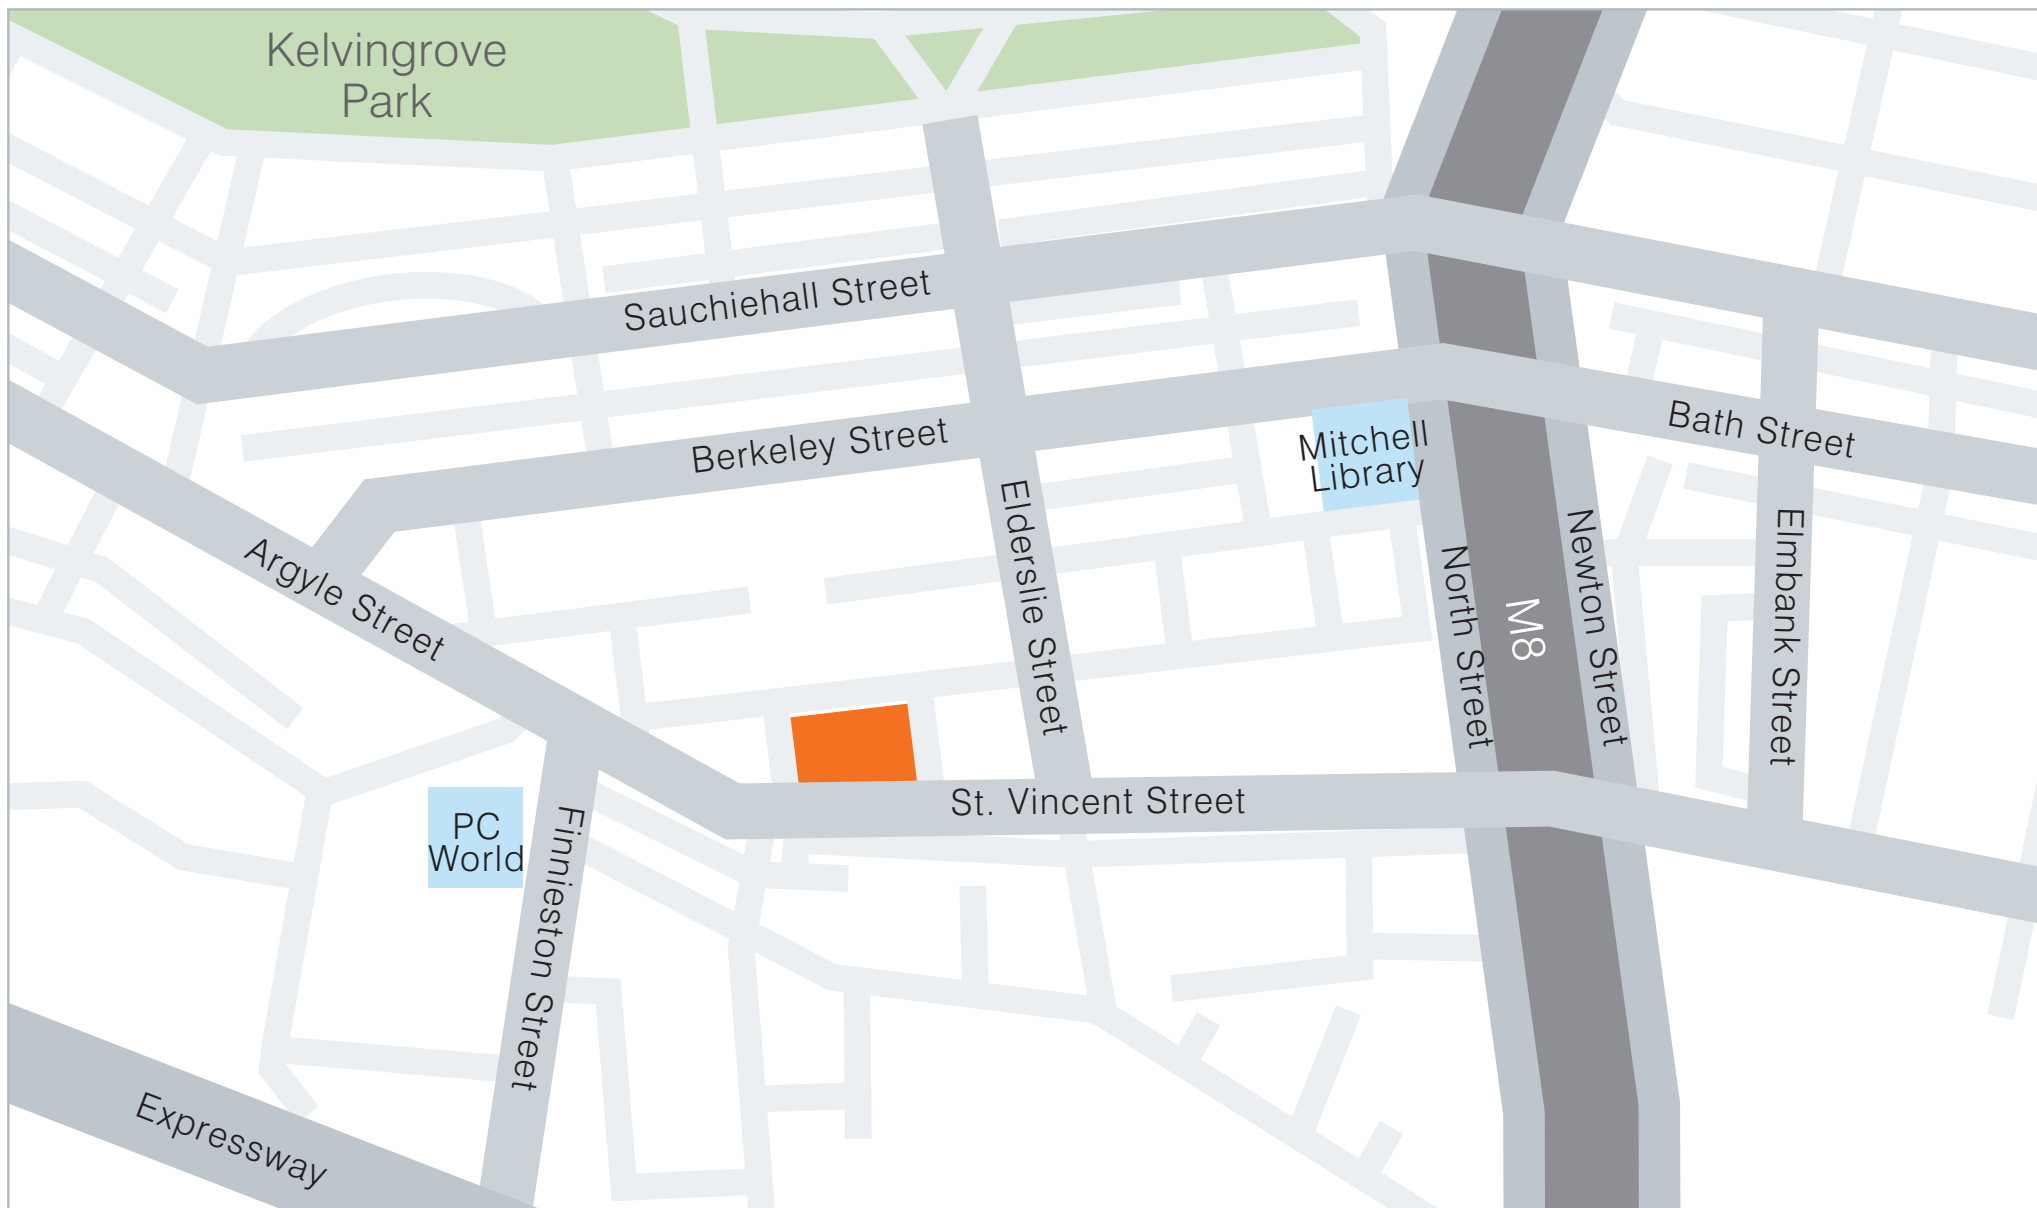 Kelvingrove
Park
Sauchiehall Street
Berkeley Street
Bath Street
Mitchell
Library
Argyle Street
Elderslie Street
North Street
M8
Newton Street
Elmbank Street
St. Vincent Street
PC
World
Finnieston Street
Expressway